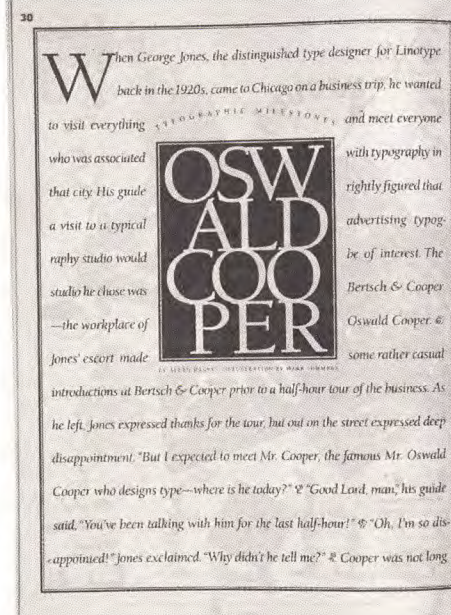 30
When George Jones, the distinguished type designer for Linotype
back in the 1920s, came to Chicago on a business trip, he wanted
to visit everything TYPOGRAPHIC MILESTONES and meet everyone
who was associated with typography in
that city. His guide rightly figured that
a visit to a typical advertising typog-
raphy studio would be of interest. The
studio he chose was Bertsch & Cooper
—the workplace of Oswald Cooper.
Jones' escort made some rather casual
OSW
ALD
COO
PER
BY ALLAN HALEY ILLUSTRATION BY MARK SUMMERS
introductions at Bertsch & Cooper prior to a half-hour tour of the business. As
he left, Jones expressed thanks for the tour, but out on the street expressed deep
disappointment. "But I expected to meet Mr. Cooper, the famous Mr. Oswald
Cooper who designs type—where is he today?" "Good Lord, man," his guide
said, "You've been talking with him for the last half-hour!" "Oh, I'm so dis-
appointed!" Jones exclaimed. "Why didn't he tell me?" Cooper was not long